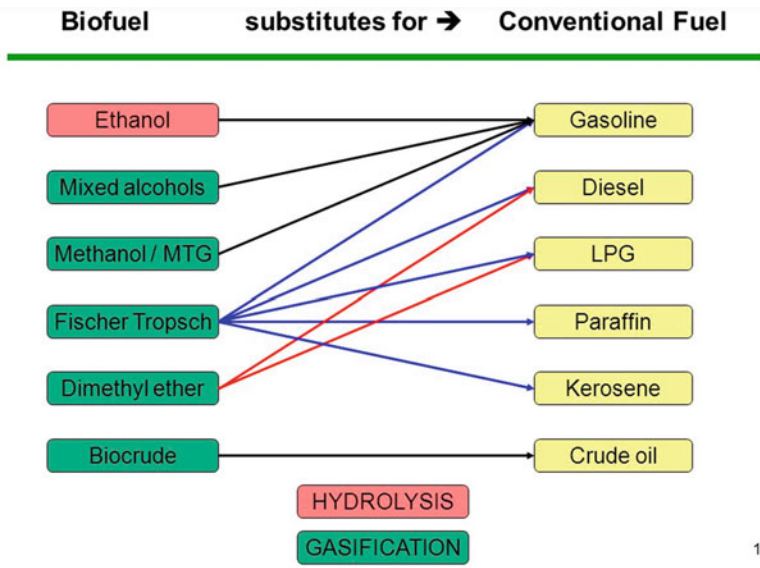 Biofuel substitutes for ➔ Conventional Fuel
Ethanol Gasoline
Mixed alcohols Diesel
Methanol / MTG LPG
Fischer Tropsch Paraffin
Dimethyl ether Kerosene
Biocrude Crude oil
HYDROLYSIS
GASIFICATION
1